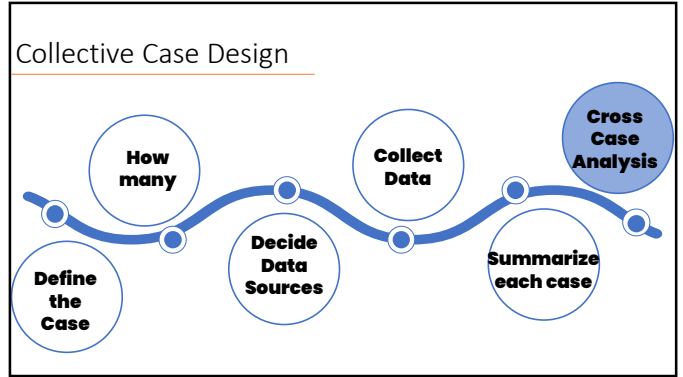 Collective Case Design
Define
the
Case
How
many
Decide
Data
Sources
Collect
Data
Summarize
each case
Cross
Case
Analysis